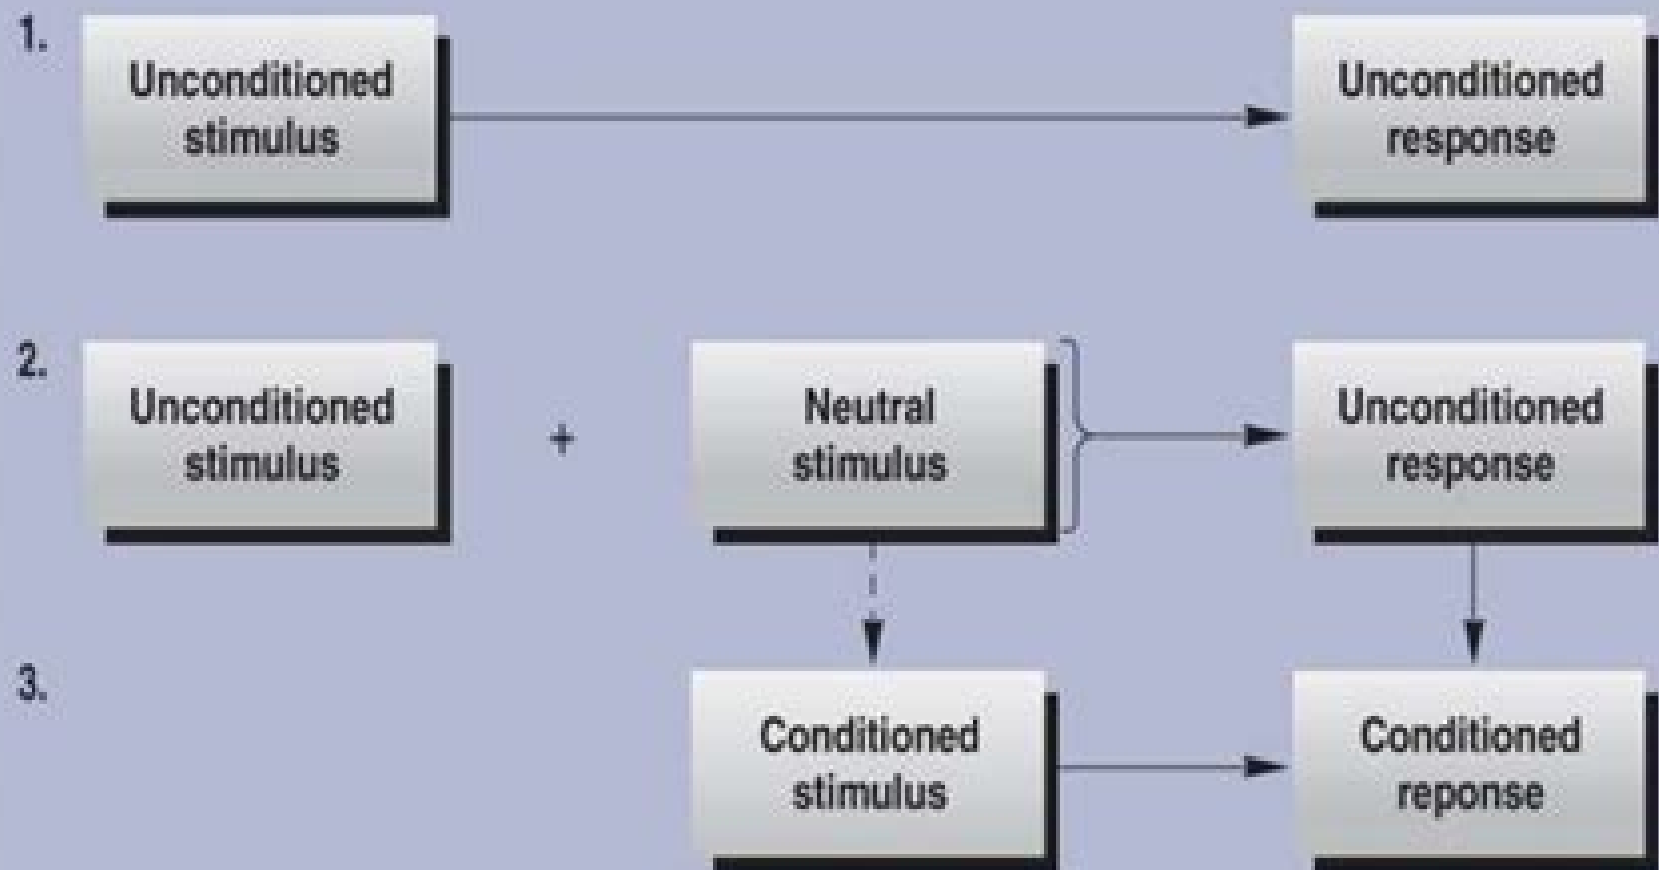 1.
Unconditioned
stimulus
Unconditioned
response
2.
Unconditioned
stimulus
+
Neutral
stimulus
Unconditioned
response
3.
Conditioned
stimulus
Conditioned
reponse